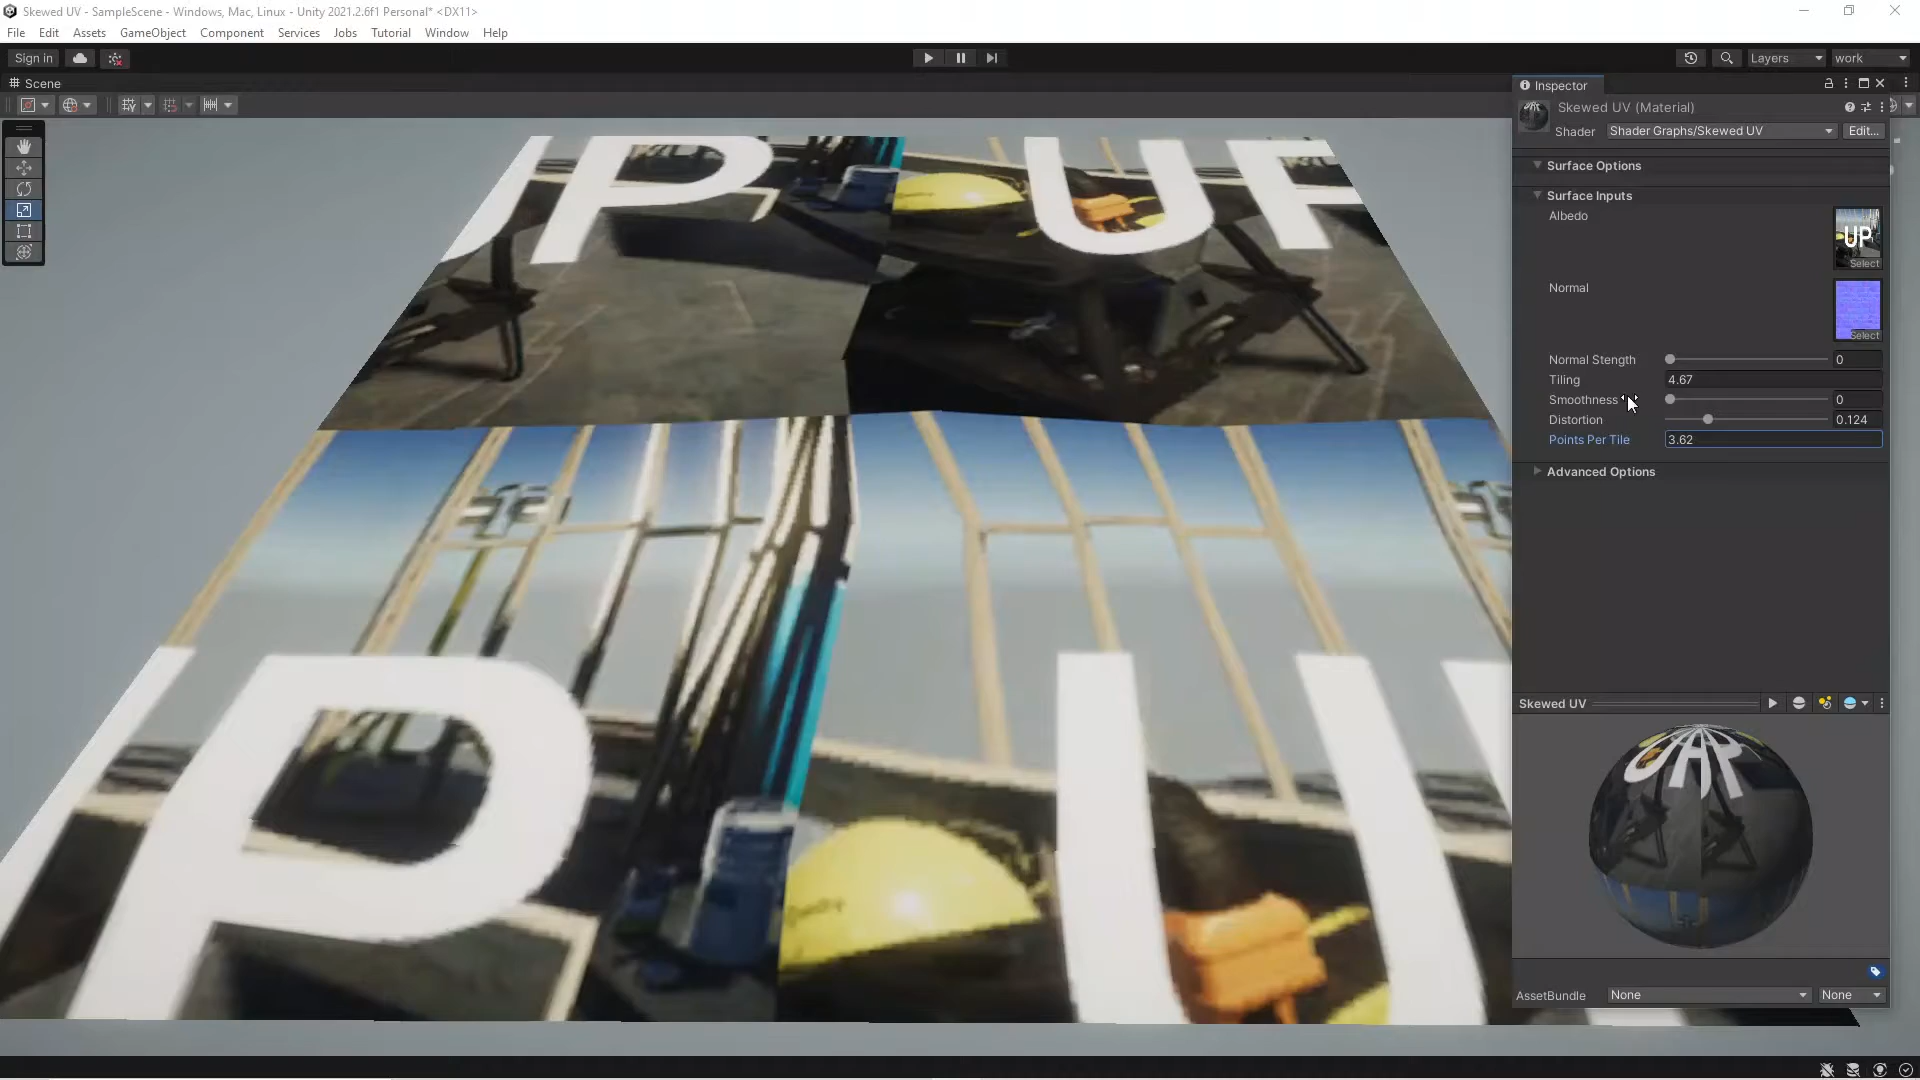 Skewed UV - SampleScene - Windows, Mac, Linux - Unity 2021.2.6f1 Personal* <DX11>
File Edit Assets GameObject Component Services Jobs Tutorial Window Help
Sign in
Layers
work
Scene
Inspector
Skewed UV (Material)
Shader Shader Graphs/Skewed UV Edit...
Surface Options
Surface Inputs
Albedo
UP
Select
Normal
Select
Normal Stength 0
Tiling 4.67
Smoothness 0
Distortion 0.124
Points Per Tile 3.62
Advanced Options
UP UP
P U
Skewed UV
AssetBundle None None